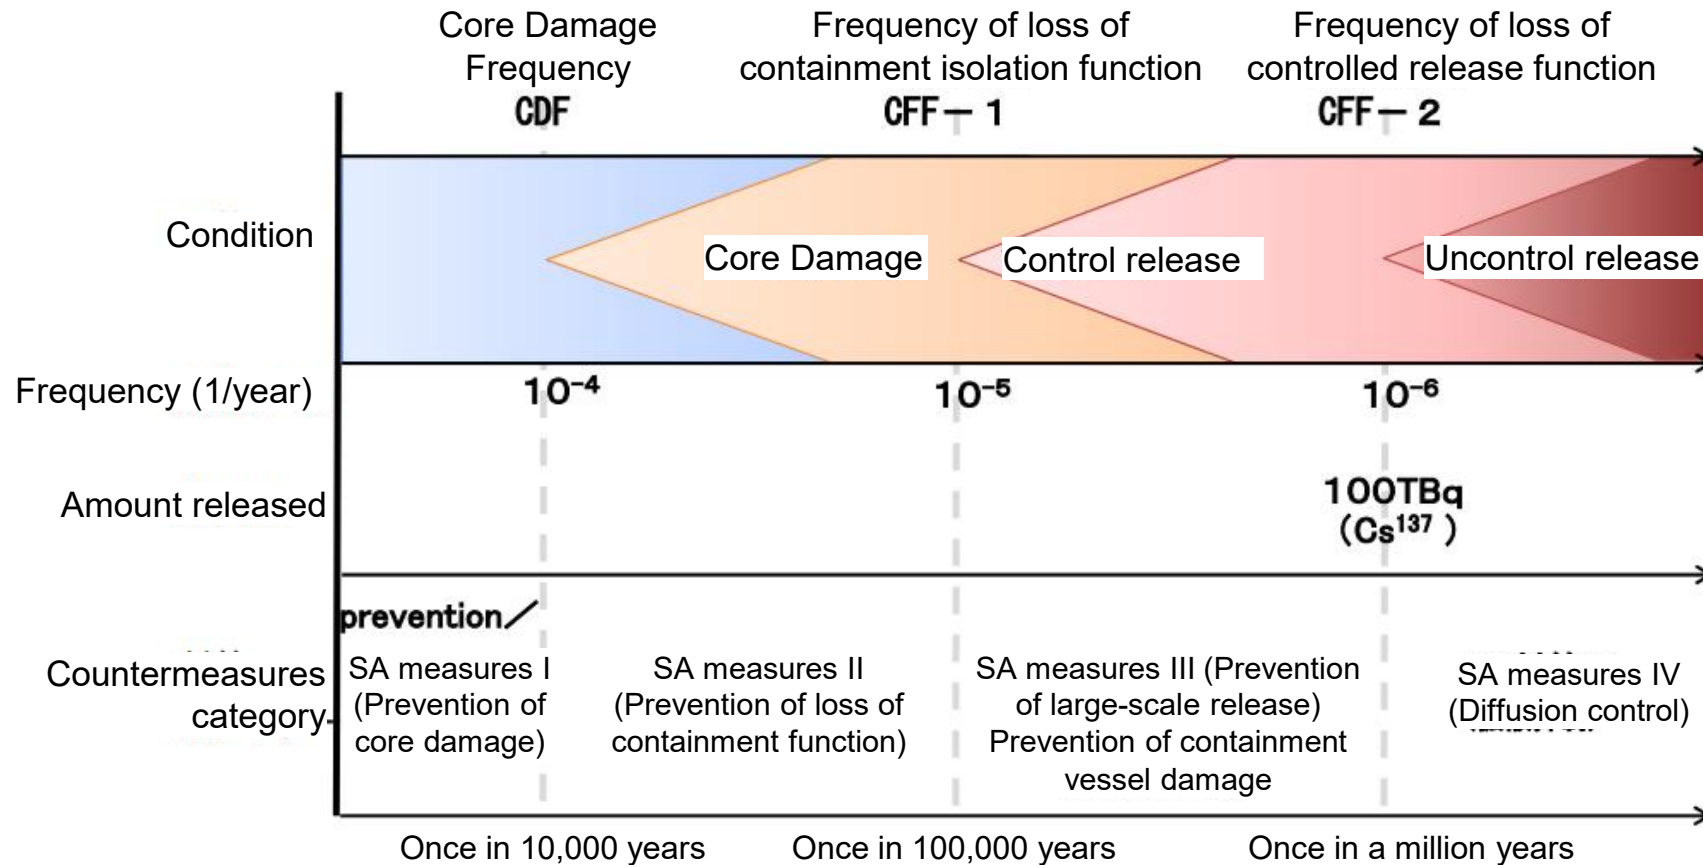 Core Damage
Frequency
CDF
Frequency of loss of
containment isolation function
CFF－1
Frequency of loss of
controlled release function
CFF－2
Condition
Core Damage
Control release
Uncontrol release
Frequency (1/year)
10⁻⁴
10⁻⁵
10⁻⁶
Amount released
100TBq
(Cs¹³⁷ )
prevention／
Countermeasures
category
SA measures I
(Prevention of
core damage)
SA measures II
(Prevention of loss of
containment function)
SA measures III (Prevention
of large-scale release)
Prevention of containment
vessel damage
SA measures IV
(Diffusion control)
Once in 10,000 years
Once in 100,000 years
Once in a million years